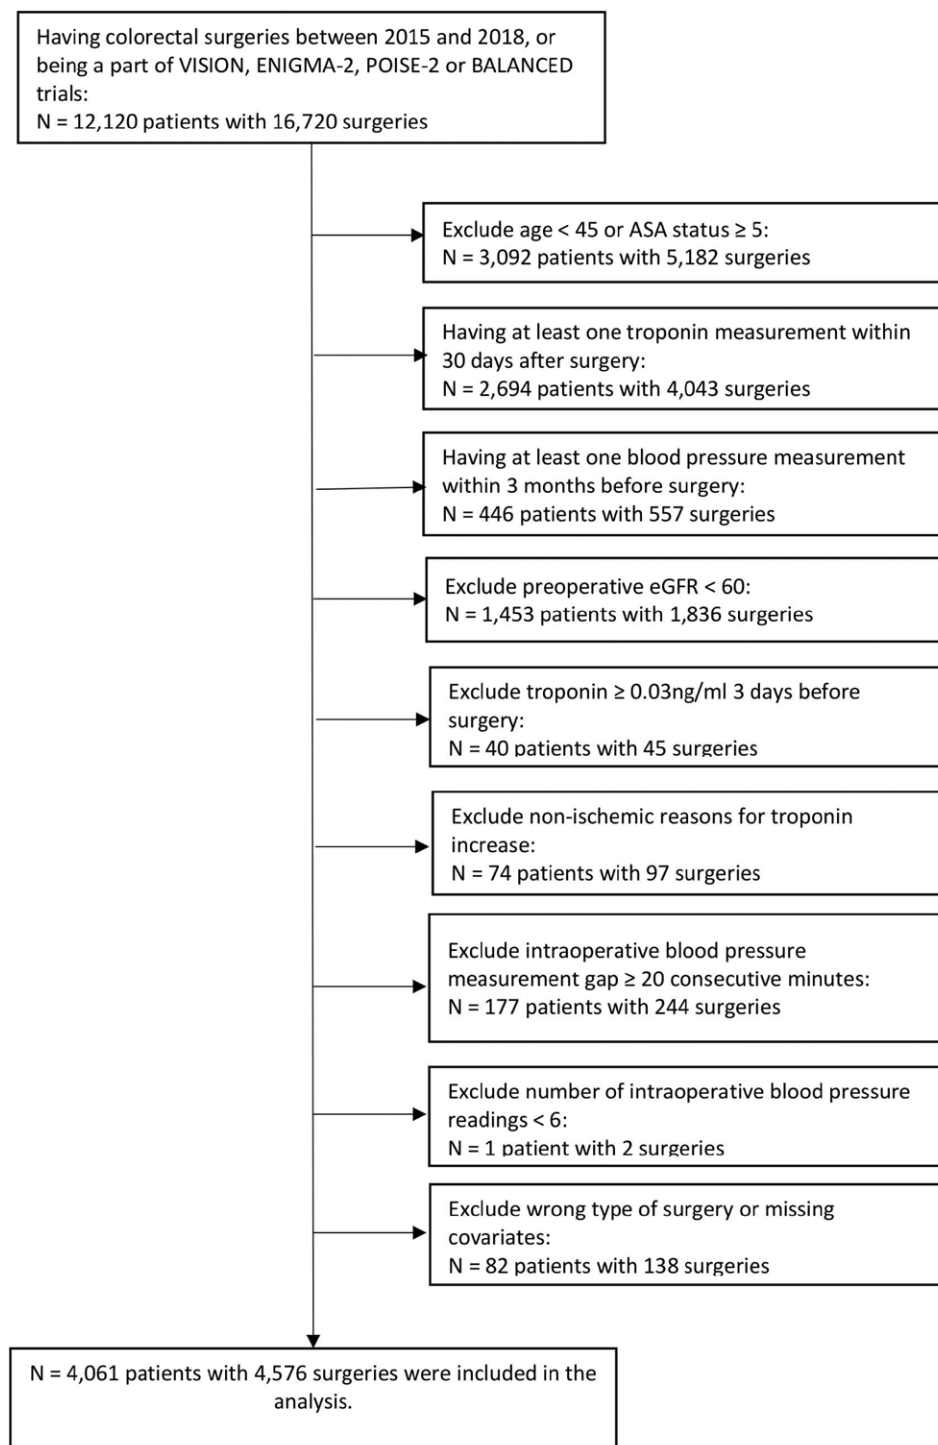 Having colorectal surgeries between 2015 and 2018, or
being a part of VISION, ENIGMA-2, POISE-2 or BALANCED
trials:
N = 12,120 patients with 16,720 surgeries
Exclude age < 45 or ASA status ≥ 5:
N = 3,092 patients with 5,182 surgeries
Having at least one troponin measurement within
30 days after surgery:
N = 2,694 patients with 4,043 surgeries
Having at least one blood pressure measurement
within 3 months before surgery:
N = 446 patients with 557 surgeries
Exclude preoperative eGFR < 60:
N = 1,453 patients with 1,836 surgeries
Exclude troponin ≥ 0.03ng/ml 3 days before
surgery:
N = 40 patients with 45 surgeries
Exclude non-ischemic reasons for troponin
increase:
N = 74 patients with 97 surgeries
Exclude intraoperative blood pressure
measurement gap ≥ 20 consecutive minutes:
N = 177 patients with 244 surgeries
Exclude number of intraoperative blood pressure
readings < 6:
N = 1 patient with 2 surgeries
Exclude wrong type of surgery or missing
covariates:
N = 82 patients with 138 surgeries
N = 4,061 patients with 4,576 surgeries were included in the
analysis.